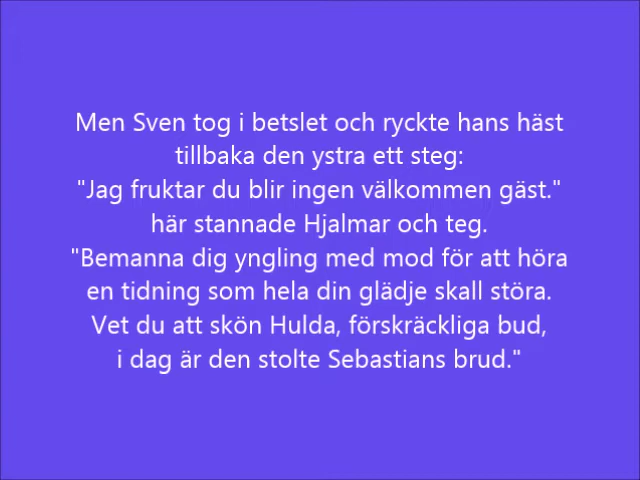 Men Sven tog i betslet och ryckte hans häst
tillbaka den ystra ett steg:
"Jag fruktar du blir ingen välkommen gäst."
här stannade Hjalmar och teg.
"Bemanna dig yngling med mod för att höra
en tidning som hela din glädje skall störa.
Vet du att skön Hulda, förskräckliga bud,
i dag är den stolte Sebastians brud."